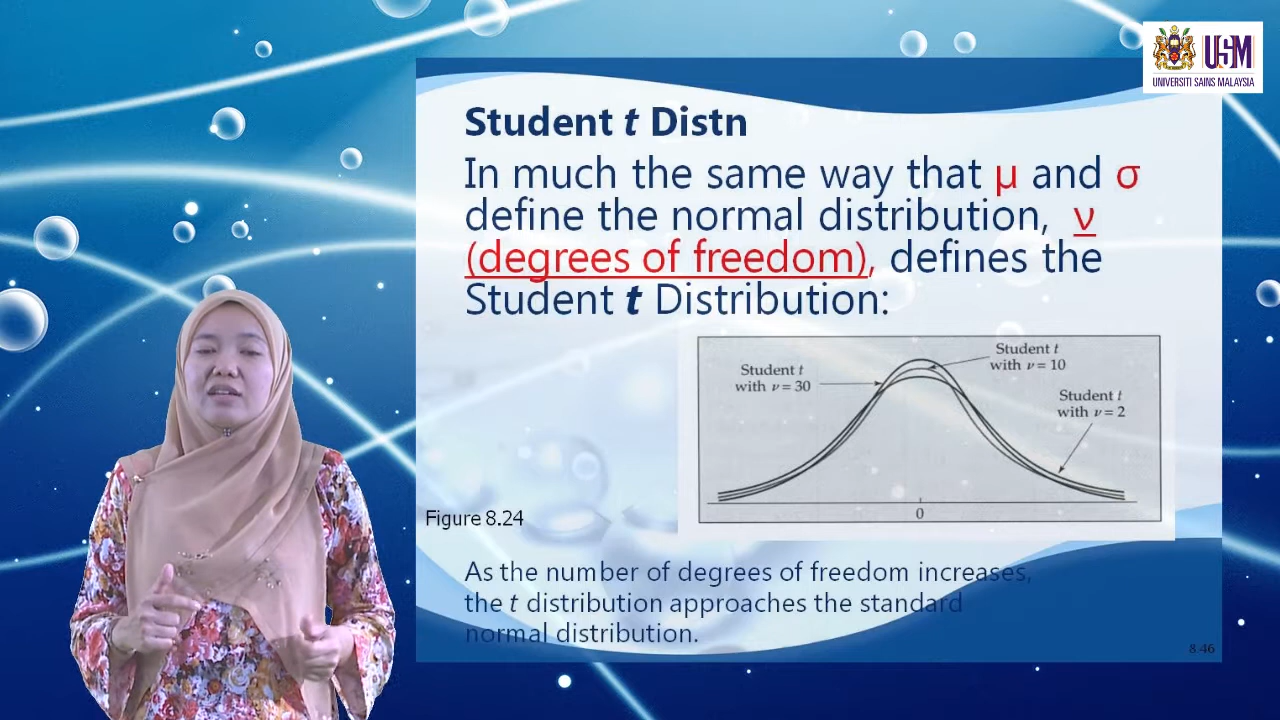 USM
UNIVERSITI SAINS MALAYSIA
Student t Distn
In much the same way that µ and σ
define the normal distribution, ν
(degrees of freedom), defines the
Student t Distribution:
Student t
with ν = 10
Student t
with ν = 30
Student t
with ν = 2
0
Figure 8.24
As the number of degrees of freedom increases,
the t distribution approaches the standard
normal distribution.
8.46